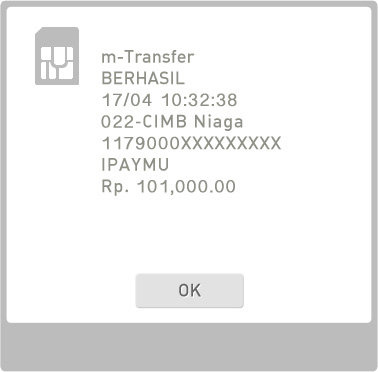 m-Transfer
BERHASIL
17/04 10:32:38
022-CIMB Niaga
1179000XXXXXXXXX
IPAYMU
Rp. 101,000.00
OK